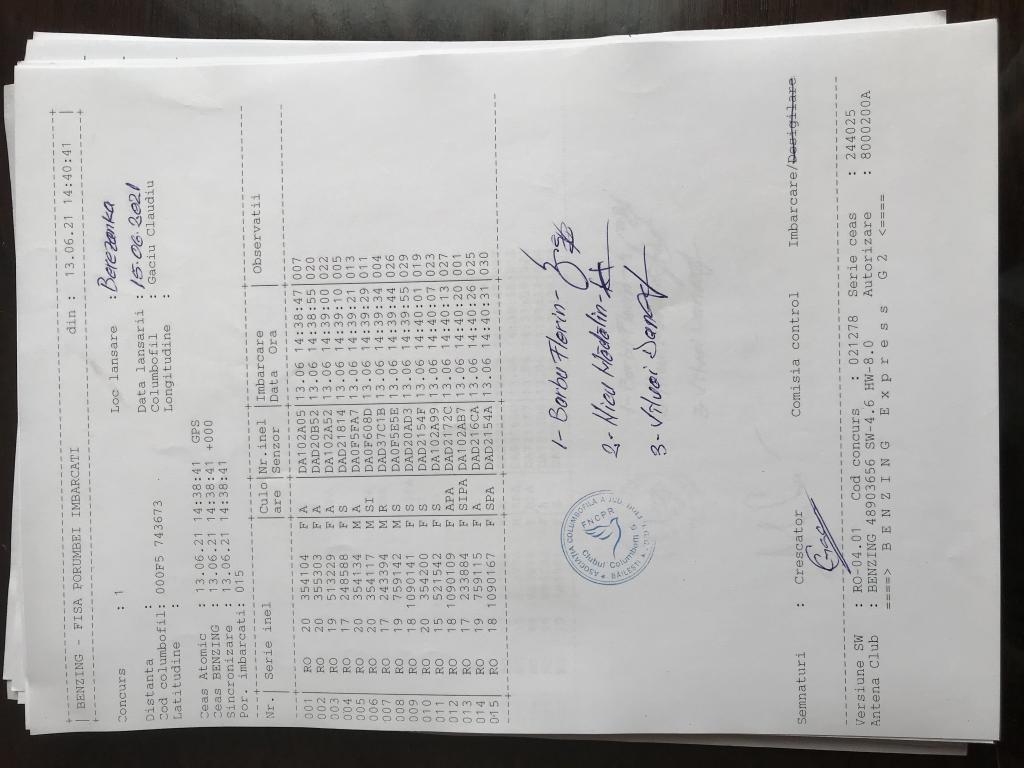 BENZING - FISA PORUMBEI IMBARCATI din : 13.06.21 14:40:41
Concurs : 1 Loc lansare : Berezanka
Distanta : Data lansarii : 15.06.2021
Cod columbofil: 000F5 743673 Columbofil : Gaciu Claudiu
Latitudine : Longitudine :
Ceas Atomic : 13.06.21 14:38:41 GPS
Ceas BENZING : 13.06.21 14:38:41 +000
Sincronizare : 13.06.21 14:38:41
Por. imbarcati: 015
Nr.| Serie inel |Culo|Nr.inel |Imbarcare |Observatii
are |Senzor |Data Ora
001 RO 20 354104 F A DA102A05 13.06 14:38:47 007
002 RO 20 355303 F A DAD20B52 13.06 14:38:55 020
003 RO 19 513229 F A DA102A52 13.06 14:39:00 022
004 RO 17 248588 F S DAD21814 13.06 14:39:10 005
005 RO 20 354134 M A DA0F5FA7 13.06 14:39:21 013
006 RO 20 354117 M SI DA0F608D 13.06 14:39:29 011
007 RO 17 243394 M R DAD37C1B 13.06 14:39:34 004
008 RO 19 759142 M S DA0F5E5E 13.06 14:39:44 026
009 RO 18 1090141 F S DAD20AD3 13.06 14:39:55 029
010 RO 20 354200 F S DAD2154F 13.06 14:40:01 019
011 RO 15 521542 F S DA102A99 13.06 14:40:07 023
012 RO 18 1090109 F APA DAD2172C 13.06 14:40:13 027
013 RO 17 233884 F SIPA DA102AB7 13.06 14:40:20 001
014 RO 19 759115 F A DAD216CA 13.06 14:40:26 025
015 RO 18 1090167 F SPA DAD2154A 13.06 14:40:31 030
1- Barbu Florin-
2- Nicu Mădălin-
3-
ASOCIATIA COLUMBOFILA A JUD. DOLJ
FNCPR
Clubul Columbum
BĂILEȘTI
Semnaturi : Crescator Comisia control Imbarcare/Desigilare
Versiune SW : RO-04.01 Cod concurs : 021278 Serie ceas : 244025
Antena Club : BENZING 48903656 SW-4.6 HW-8.0 Autorizare : 8000200A
====> B E N Z I N G E x p r e s s G 2 <====